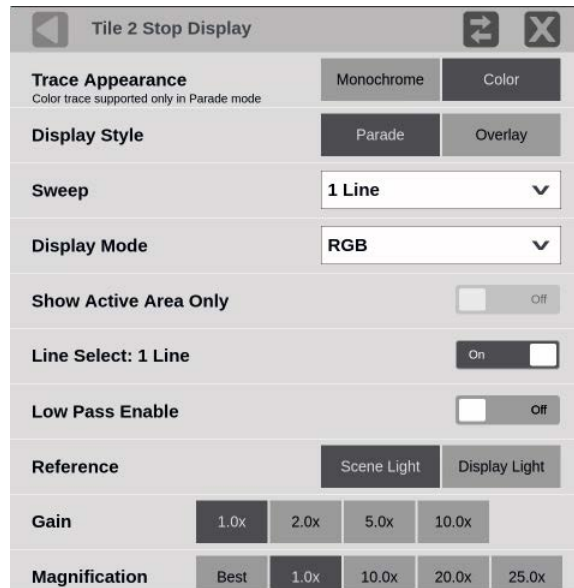 Tile 2 Stop Display
Trace Appearance
Color trace supported only in Parade mode
Monochrome Color
Display Style Parade Overlay
Sweep 1 Line
Display Mode RGB
Show Active Area Only Off
Line Select: 1 Line On
Low Pass Enable Off
Reference Scene Light Display Light
Gain 1.0x 2.0x 5.0x 10.0x
Magnification Best 1.0x 10.0x 20.0x 25.0x